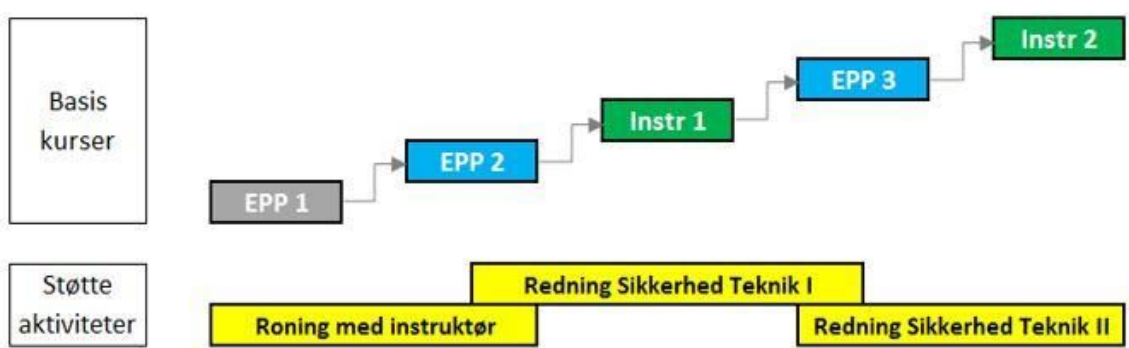 Basis
kurser
Instr 2
EPP 3
Instr 1
EPP 2
EPP 1
Støtte
aktiviteter
Redning Sikkerhed Teknik I
Roning med instruktør
Redning Sikkerhed Teknik II